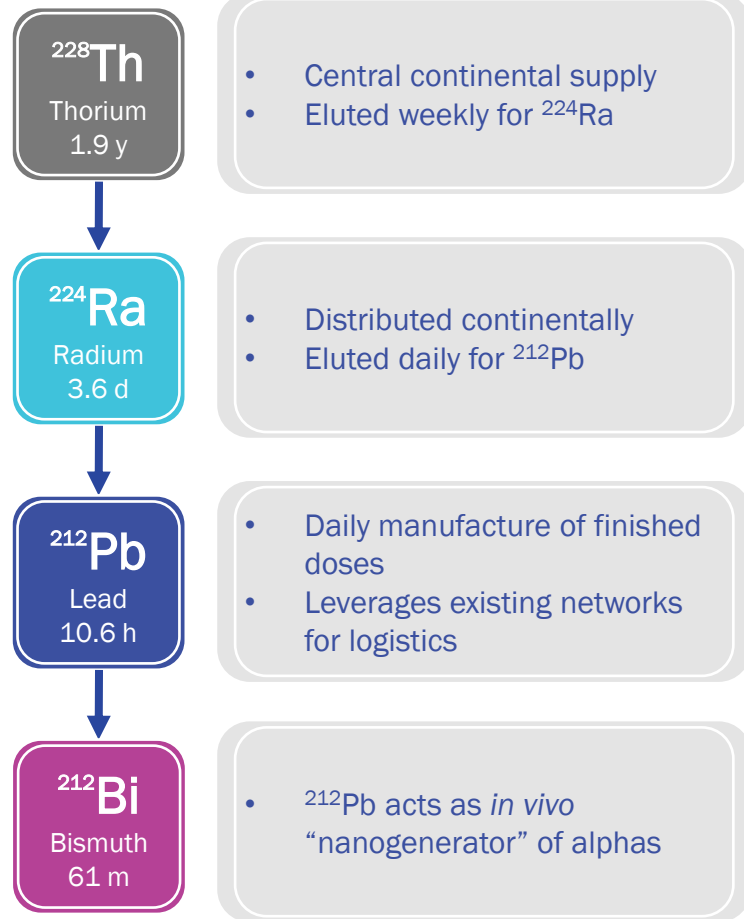 ²²⁸Th
Thorium
1.9 y
• Central continental supply
• Eluted weekly for ²²⁴Ra
²²⁴Ra
Radium
3.6 d
• Distributed continentally
• Eluted daily for ²¹²Pb
²¹²Pb
Lead
10.6 h
• Daily manufacture of finished
doses
• Leverages existing networks
for logistics
²¹²Bi
Bismuth
61 m
• ²¹²Pb acts as in vivo
“nanogenerator” of alphas